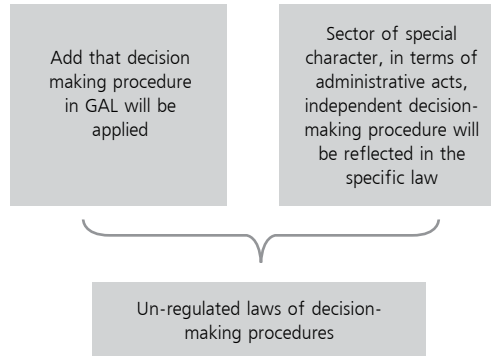 Add that decision
making procedure
in GAL will be
applied
Sector of special
character, in terms of
administrative acts,
independent decision-
making procedure will
be reflected in the
specific law
Un-regulated laws of decision-
making procedures